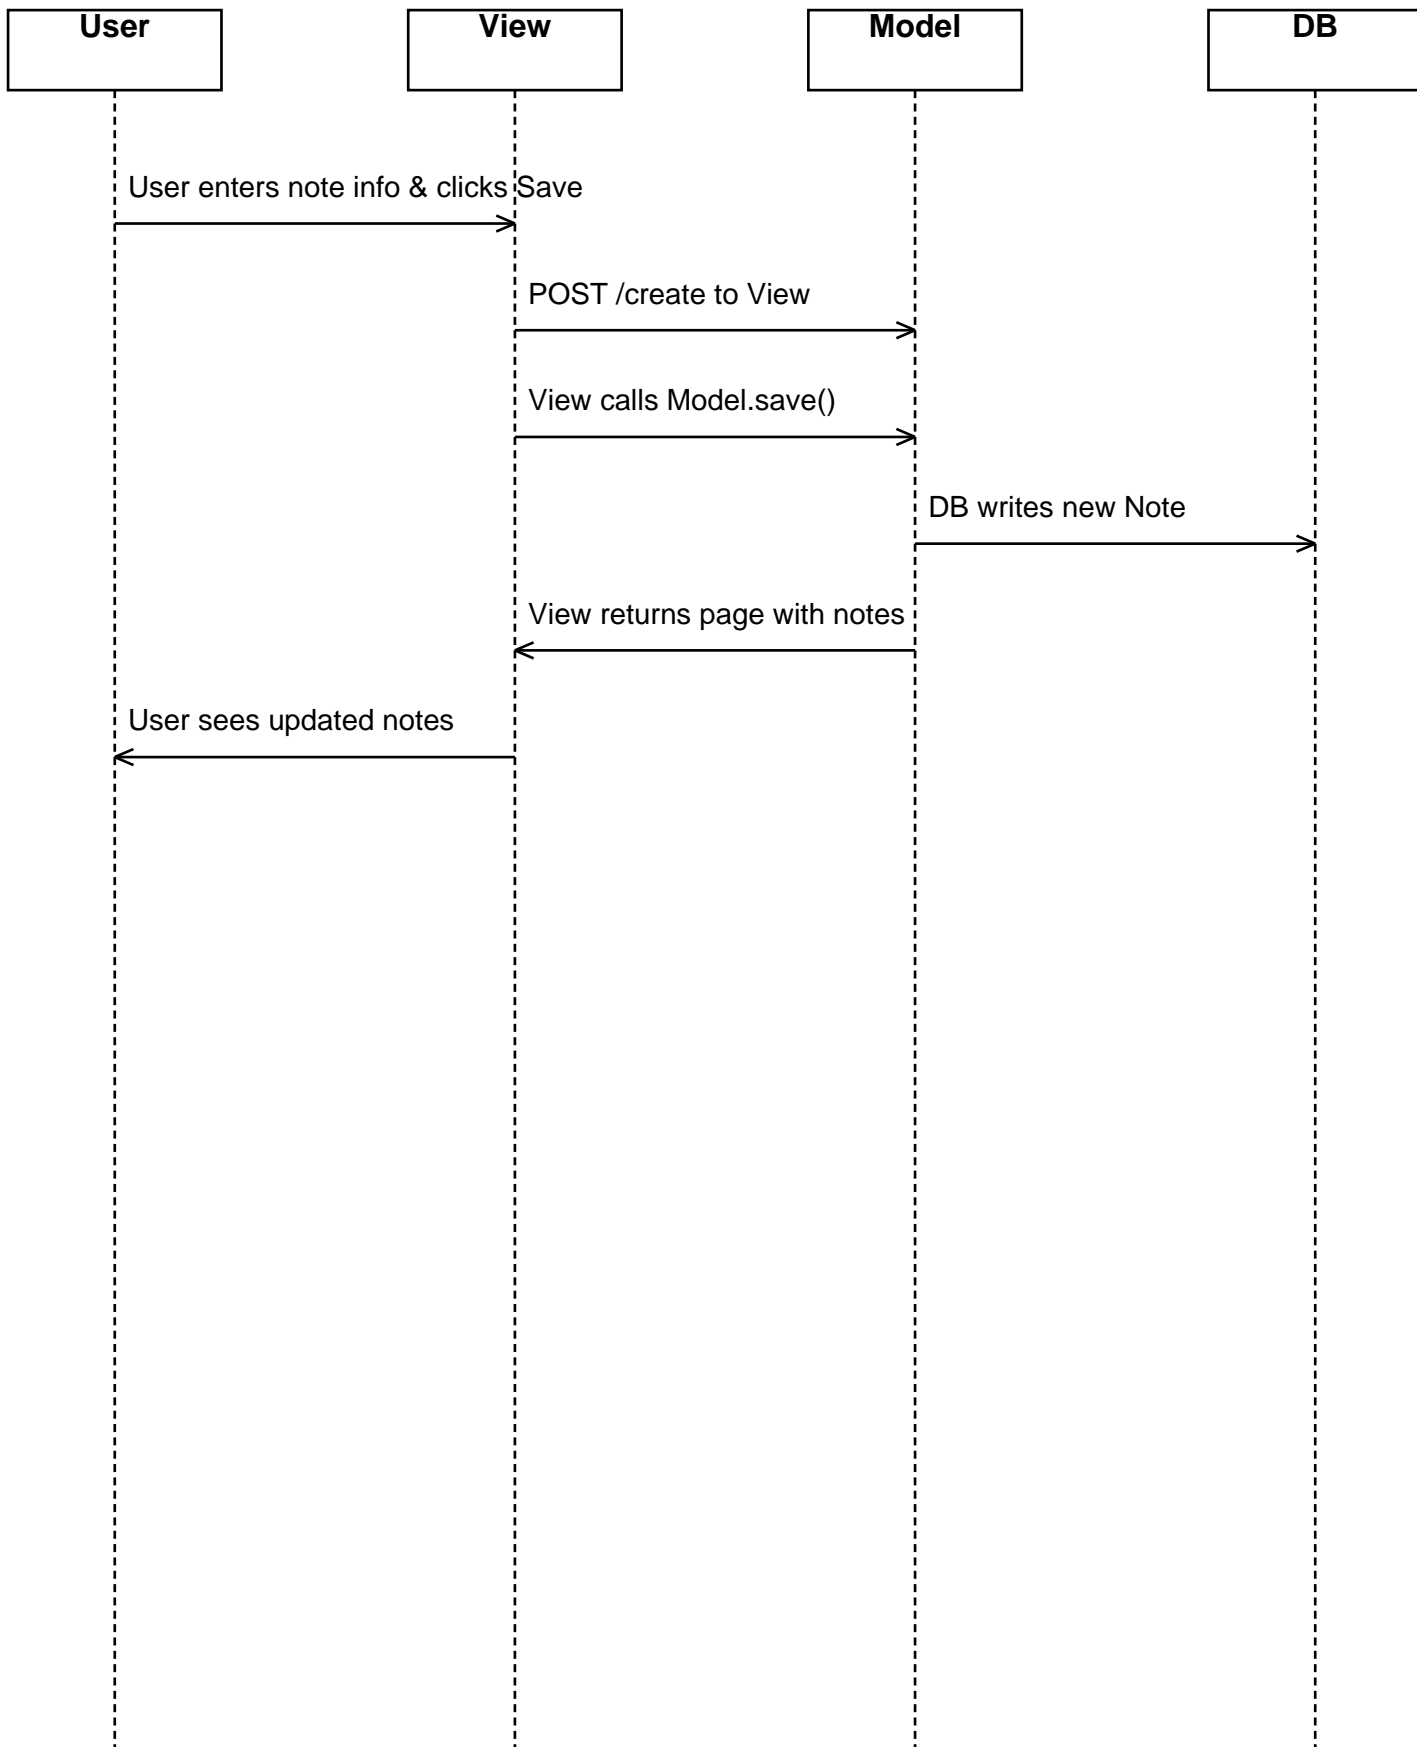 User
View
Model
DB
User enters note info & clicks Save
POST /create to View
View calls Model.save()
DB writes new Note
View returns page with notes
User sees updated notes